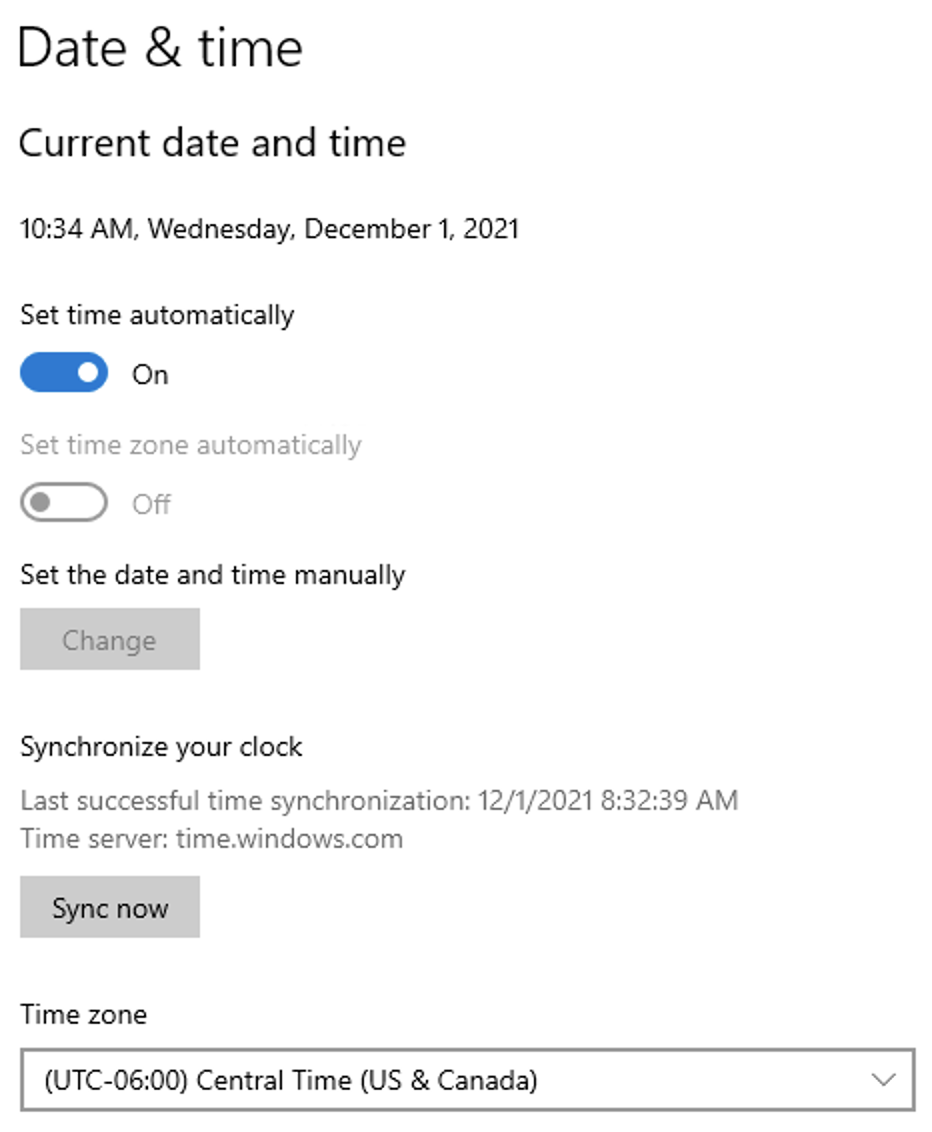 Date & time
Current date and time
10:34 AM, Wednesday, December 1, 2021
Set time automatically
On
Set time zone automatically
Off
Set the date and time manually
Change
Synchronize your clock
Last successful time synchronization: 12/1/2021 8:32:39 AM
Time server: time.windows.com
Sync now
Time zone
(UTC-06:00) Central Time (US & Canada)